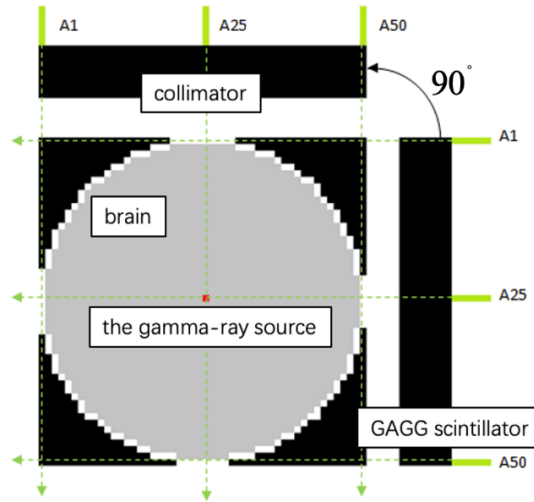 A1 A25 A50
collimator
90°
A1
brain
A25
the gamma-ray source
GAGG scintillator
A50